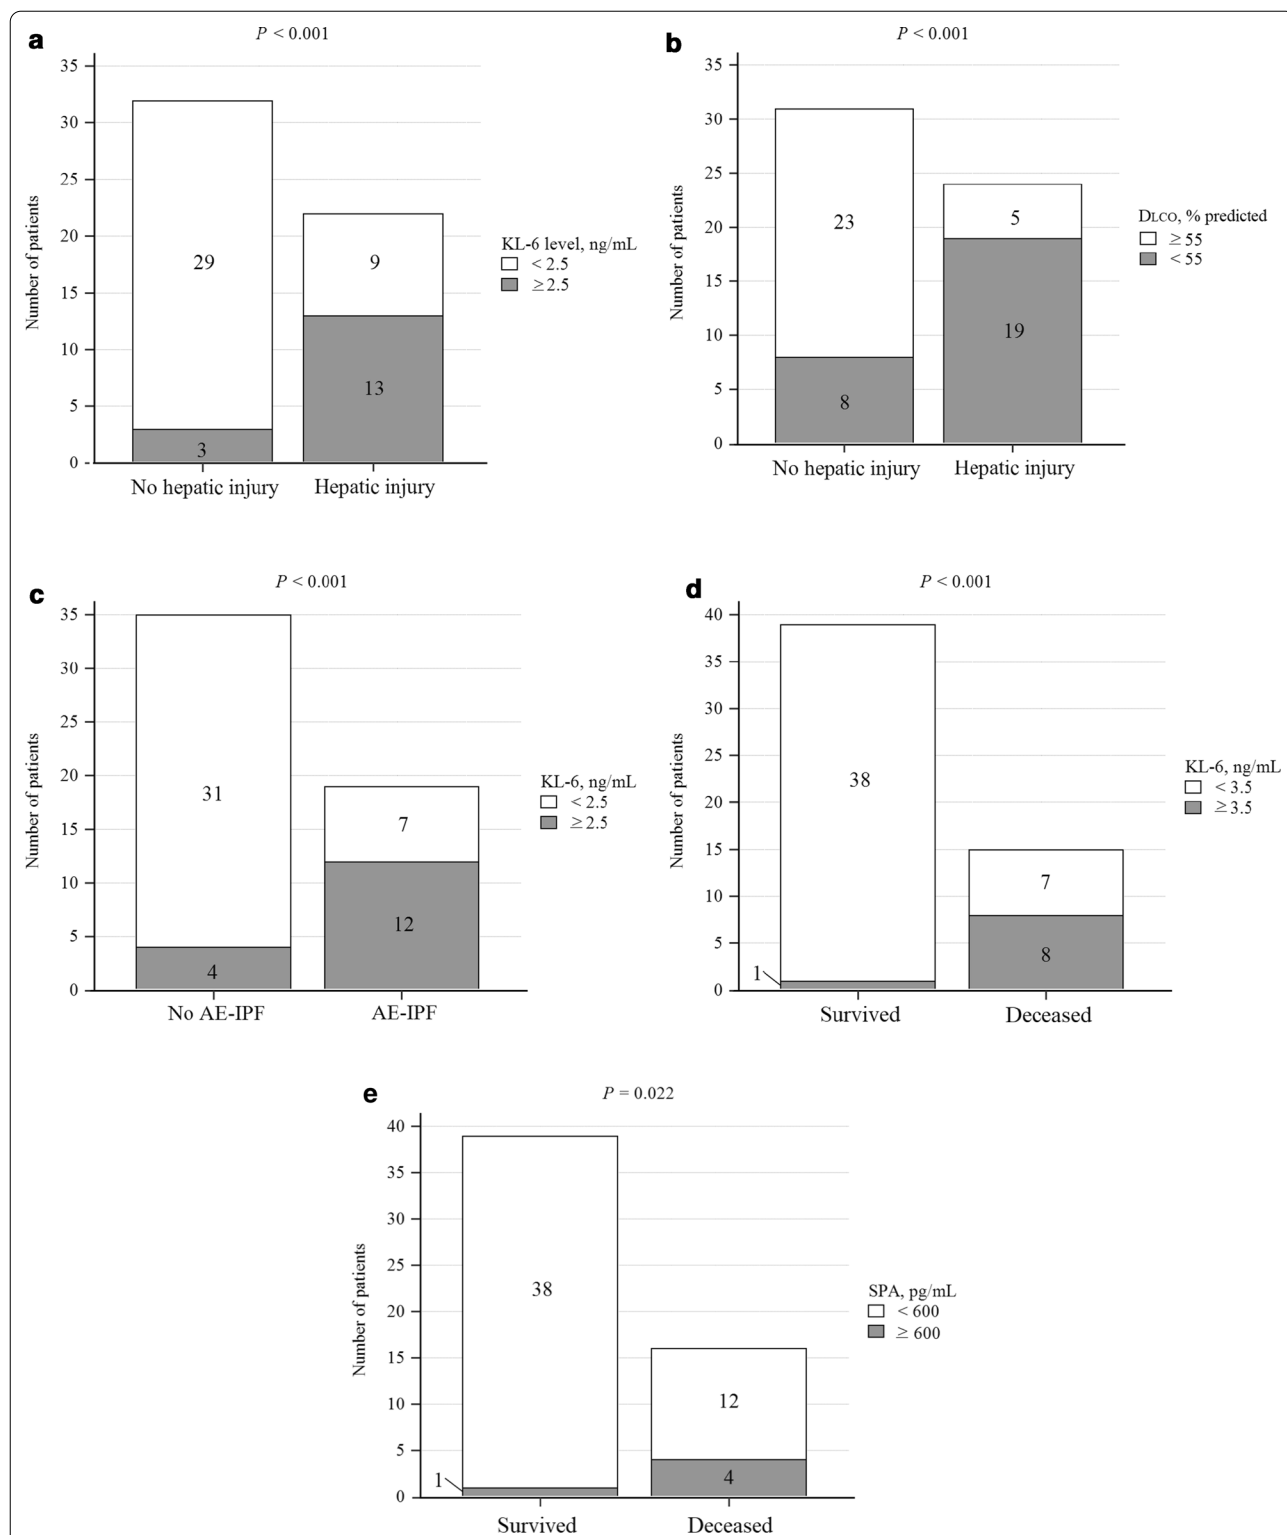 a
P < 0.001
35
30
25
20
15
10
5
0
Number of patients
29
3
9
13
No hepatic injury
Hepatic injury
KL-6 level, ng/mL
< 2.5
≥ 2.5
b
P < 0.001
35
30
25
20
15
10
5
0
Number of patients
23
8
5
19
No hepatic injury
Hepatic injury
DLCO, % predicted
≥ 55
< 55
c
P < 0.001
35
30
25
20
15
10
5
0
Number of patients
31
4
7
12
No AE-IPF
AE-IPF
KL-6, ng/mL
< 2.5
≥ 2.5
d
P < 0.001
40
35
30
25
20
15
10
5
0
Number of patients
38
1
7
8
Survived
Deceased
KL-6, ng/mL
< 3.5
≥ 3.5
e
P = 0.022
40
35
30
25
20
15
10
5
0
Number of patients
38
1
12
4
Survived
Deceased
SPA, pg/mL
< 600
≥ 600